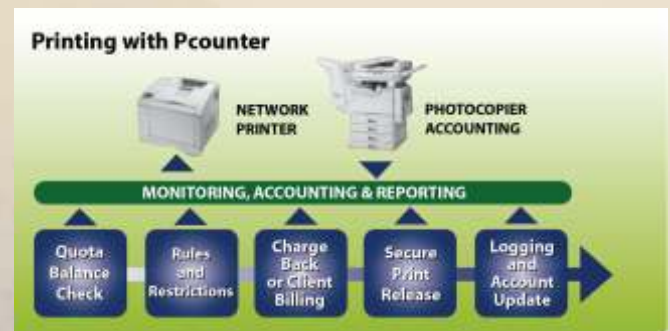 Printing with Pcounter
NETWORK
PRINTER
PHOTOCOPIER
ACCOUNTING
MONITORING, ACCOUNTING & REPORTING
Quota
Balance
Check
Rules
and
Restrictions
Charge
Back
or Client
Billing
Secure
Print
Release
Logging
and
Account
Update